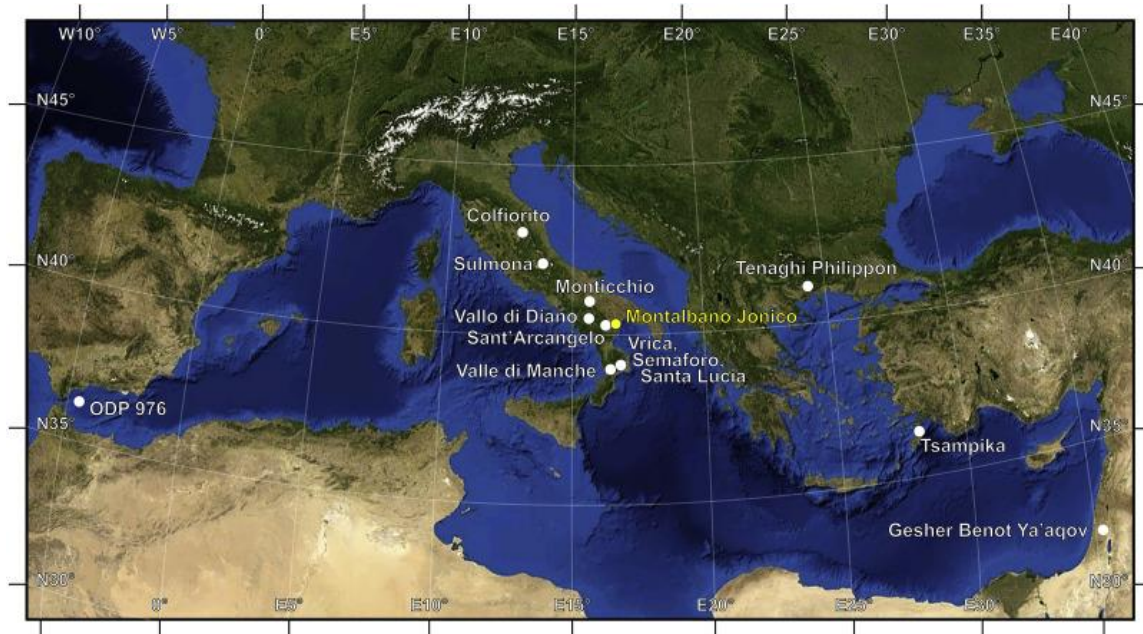 W10° W5° 0° E5° E10° E15° E20° E25° E30° E35° E40°
N45° N45°
Colfiorito
Sulmona
N40° N40°
Tenaghi Philippon
Monticchio
Vallo di Diano Montalbano Jonico
Sant'Arcangelo
Vrica,
Semaforo,
Valle di Manche Santa Lucia
ODP 976
N35° N35°
Tsampika
Gesher Benot Ya'aqov
N30° N30°
0° E5° E10° E15° E20° E25° E30°